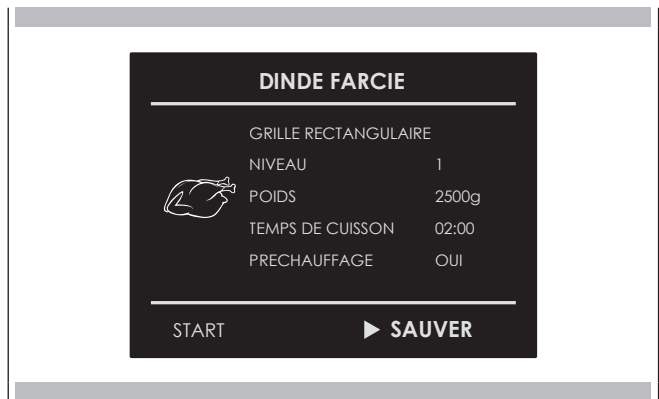 DINDE FARCIE
GRILLE RECTANGULAIRE
NIVEAU 1
POIDS 2500g
TEMPS DE CUISSON 02:00
PRECHAUFFAGE OUI
START ▶ SAUVER